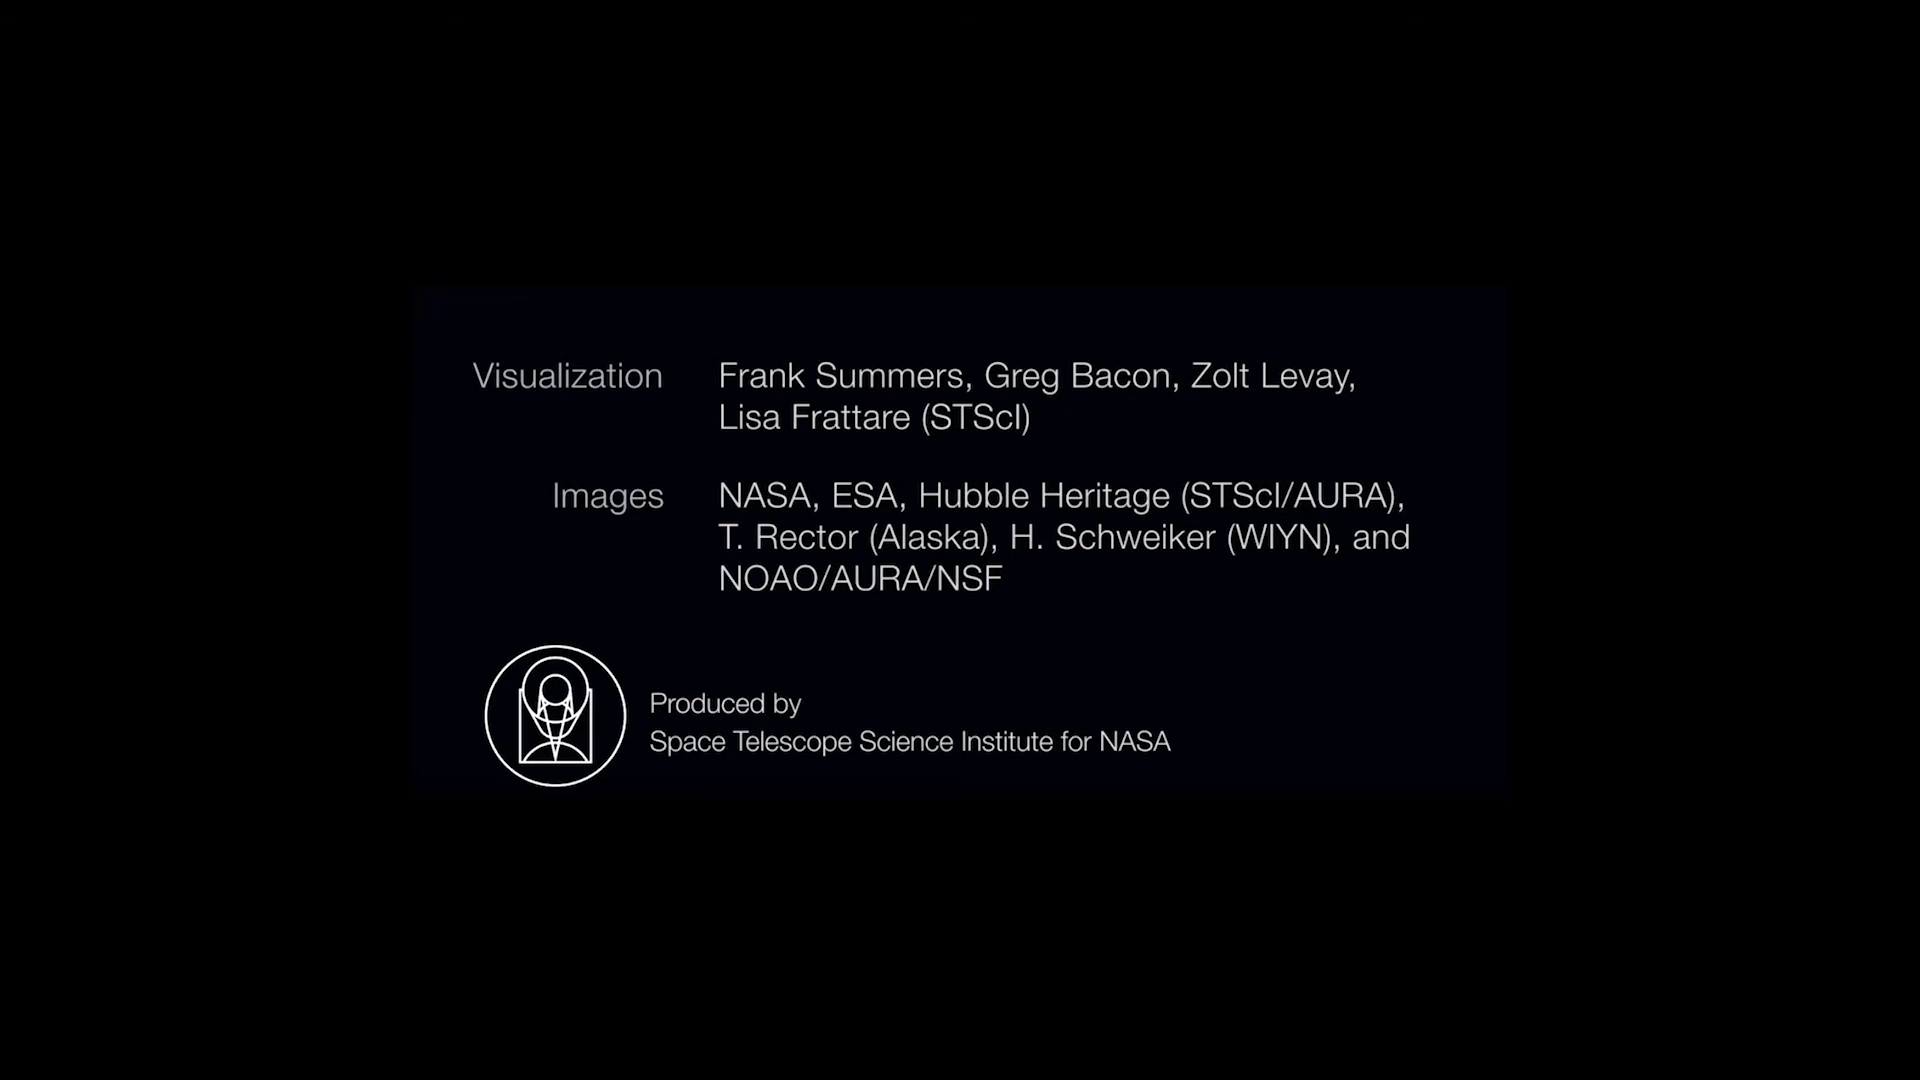 Visualization Frank Summers, Greg Bacon, Zolt Levay,
Lisa Frattare (STScI)
Images NASA, ESA, Hubble Heritage (STScI/AURA),
T. Rector (Alaska), H. Schweiker (WIYN), and
NOAO/AURA/NSF
Produced by
Space Telescope Science Institute for NASA